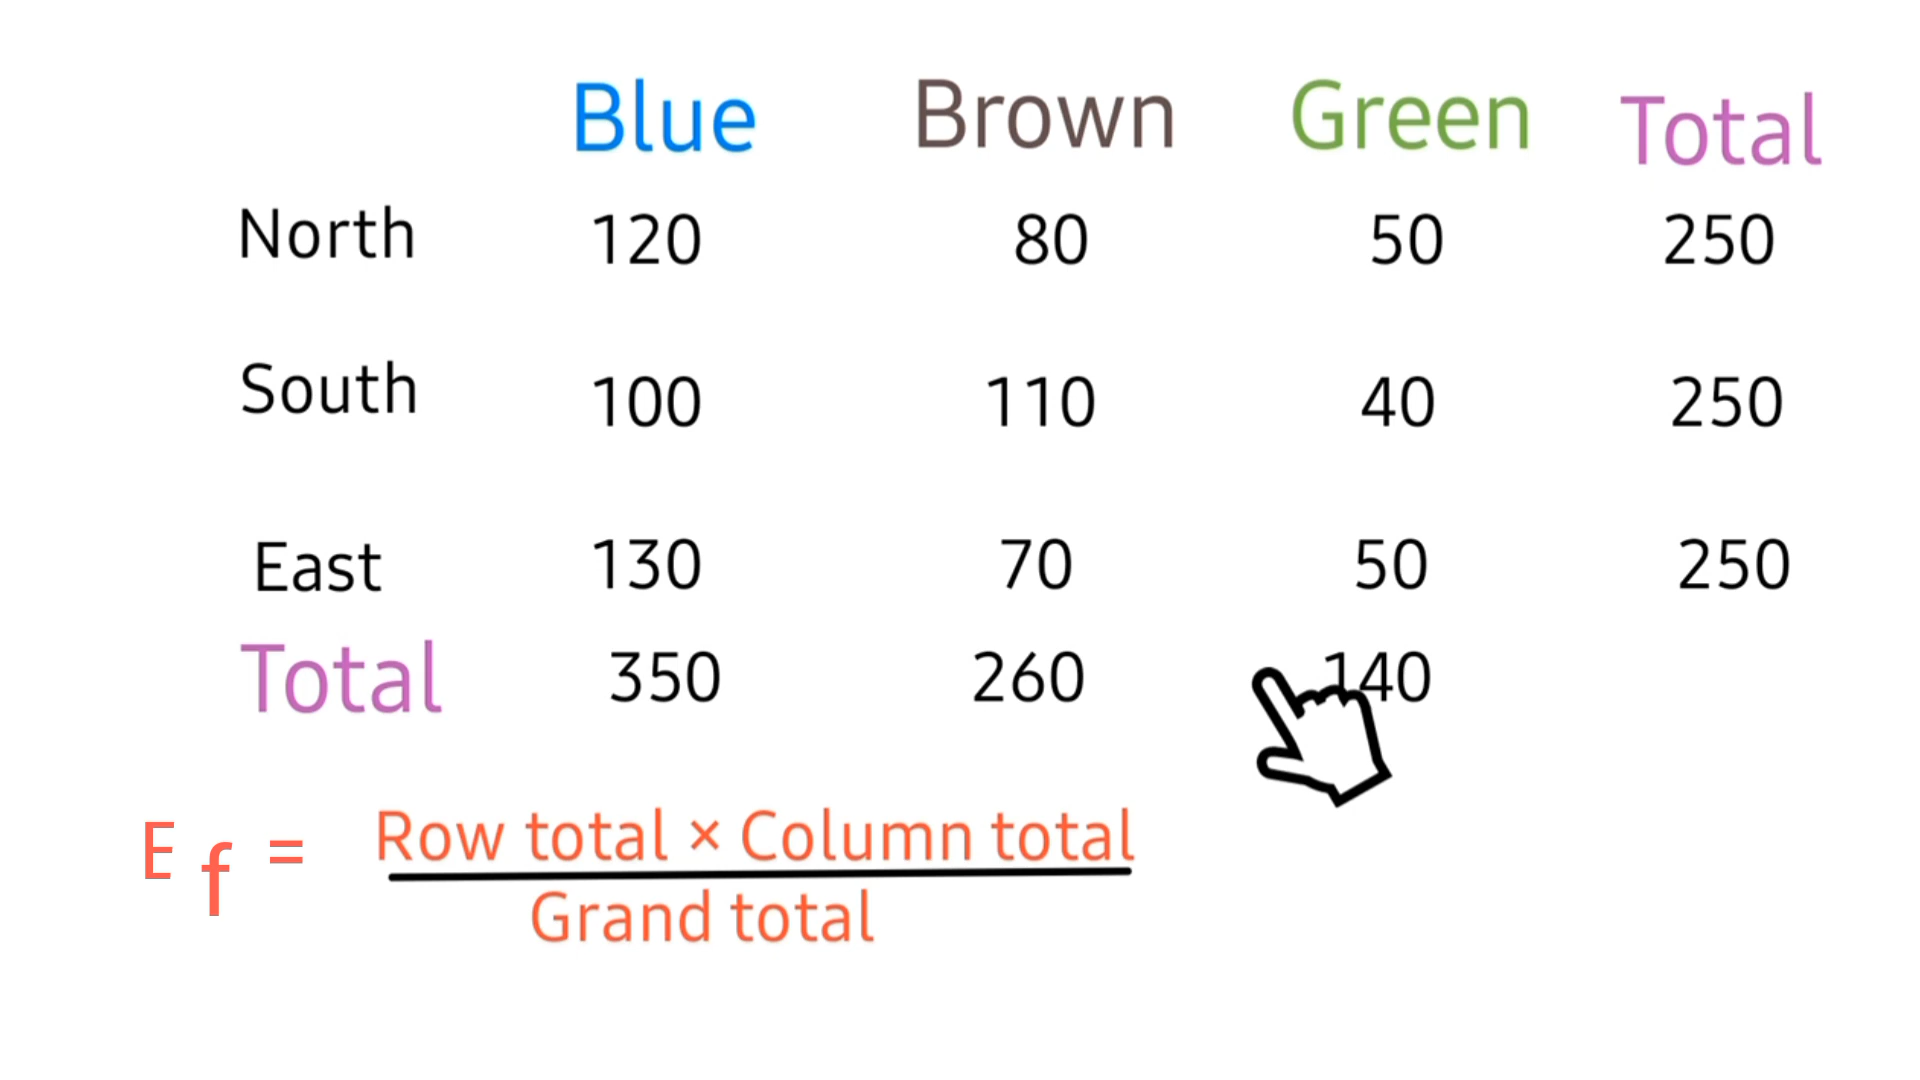 Blue Brown Green Total
North 120 80 50 250
South 100 110 40 250
East 130 70 50 250
Total 350 260 140
E f = Row total × Column total
Grand total